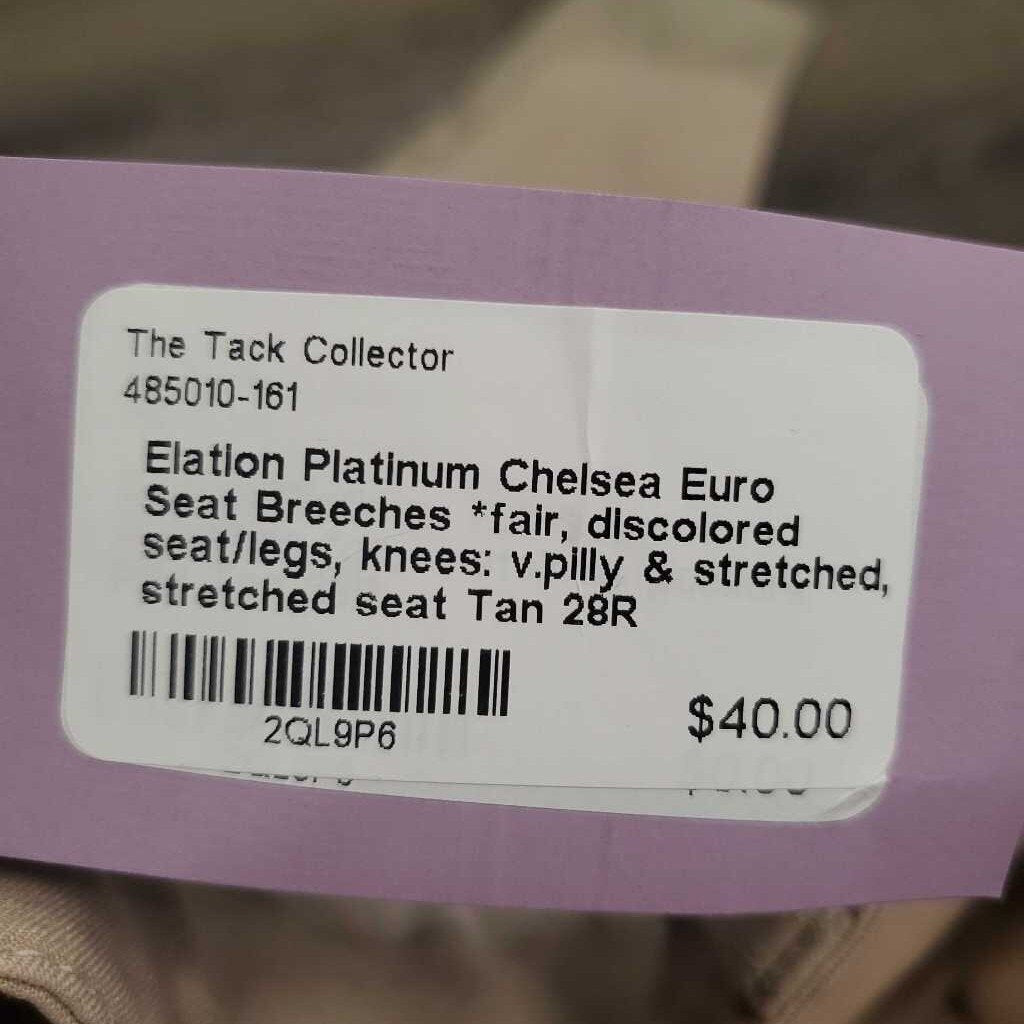 The Tack Collector
485010-161
Elation Platinum Chelsea Euro
Seat Breeches *fair, discolored
seat/legs, knees: v.pilly & stretched,
stretched seat Tan 28R
2QL9P6
$40.00